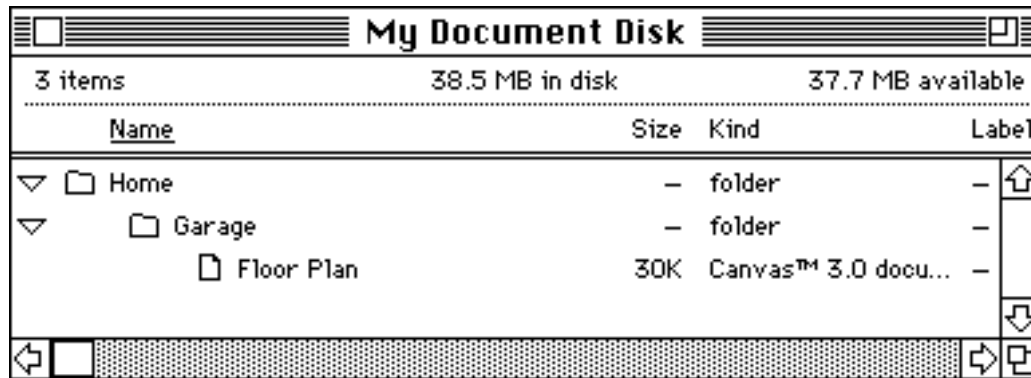 My Document Disk
3 items 38.5 MB in disk 37.7 MB available
Name Size Kind Label
Home – folder –
Garage – folder –
Floor Plan 30K Canvas™ 3.0 docu... –